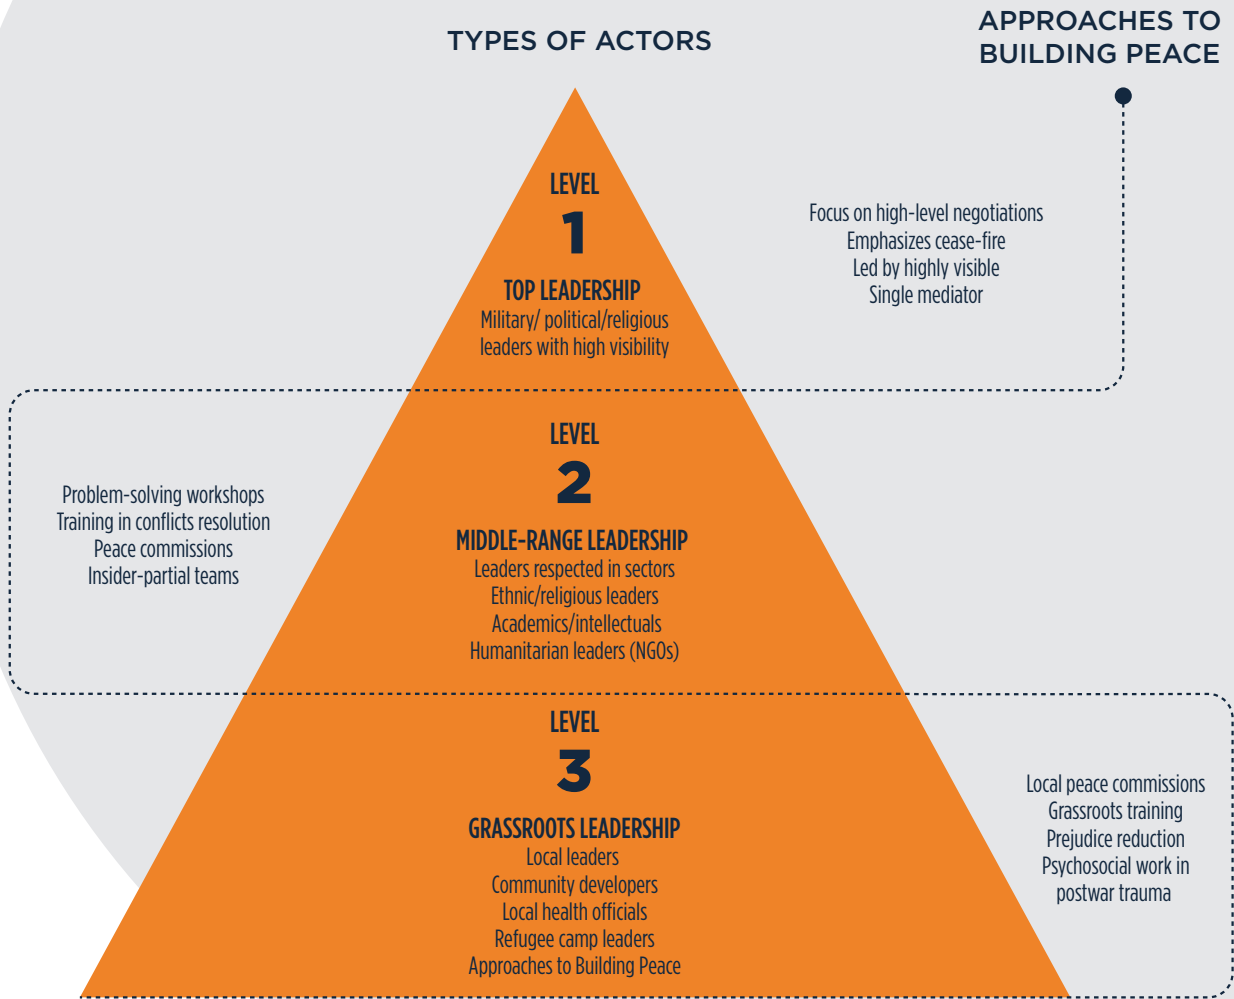 TYPES OF ACTORS
APPROACHES TO
BUILDING PEACE
LEVEL
1
TOP LEADERSHIP
Military/ political/religious
leaders with high visibility
Focus on high-level negotiations
Emphasizes cease-fire
Led by highly visible
Single mediator
LEVEL
2
MIDDLE-RANGE LEADERSHIP
Leaders respected in sectors
Ethnic/religious leaders
Academics/intellectuals
Humanitarian leaders (NGOs)
Problem-solving workshops
Training in conflicts resolution
Peace commissions
Insider-partial teams
LEVEL
3
GRASSROOTS LEADERSHIP
Local leaders
Community developers
Local health officials
Refugee camp leaders
Approaches to Building Peace
Local peace commissions
Grassroots training
Prejudice reduction
Psychosocial work in
postwar trauma